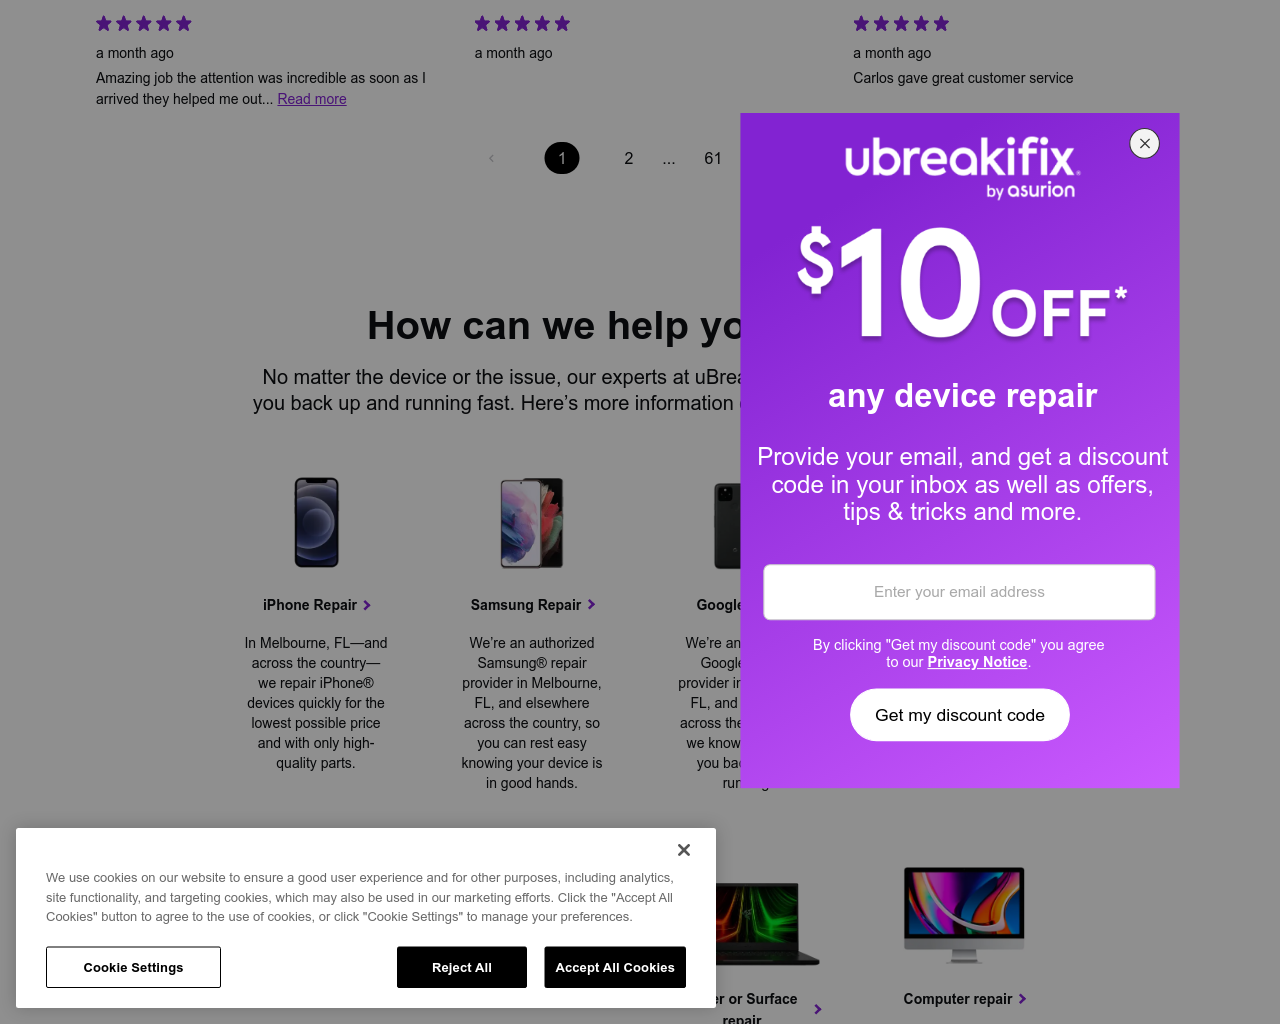 a month ago
Amazing job the attention was incredible as soon as I
arrived they helped me out... Read more
a month ago
a month ago
Carlos gave great customer service
‹ 1 2 ... 61
How can we help
No matter the device or the issue, our experts at
you back up and running fast. Here's more information
iPhone Repair
In Melbourne, FL—and
across the country—
we repair iPhone®
devices quickly for the
lowest possible price
and with only high-
quality parts.
Samsung Repair
We're an authorized
Samsung® repair
provider in Melbourne,
FL, and elsewhere
across the country, so
you can rest easy
knowing your device is
in good hands.
Google
We're an
Google
provider in
FL, and
across the
we know
you
or Surface
repair
Computer repair
ubreakifix®
by asurion
$10 OFF*
any device repair
Provide your email, and get a discount
code in your inbox as well as offers,
tips & tricks and more.
Enter your email address
By clicking "Get my discount code" you agree
to our Privacy Notice.
Get my discount code
We use cookies on our website to ensure a good user experience and for other purposes, including analytics,
site functionality, and targeting cookies, which may also be used in our marketing efforts. Click the "Accept All
Cookies" button to agree to the use of cookies, or click "Cookie Settings" to manage your preferences.
Cookie Settings
Reject All
Accept All Cookies